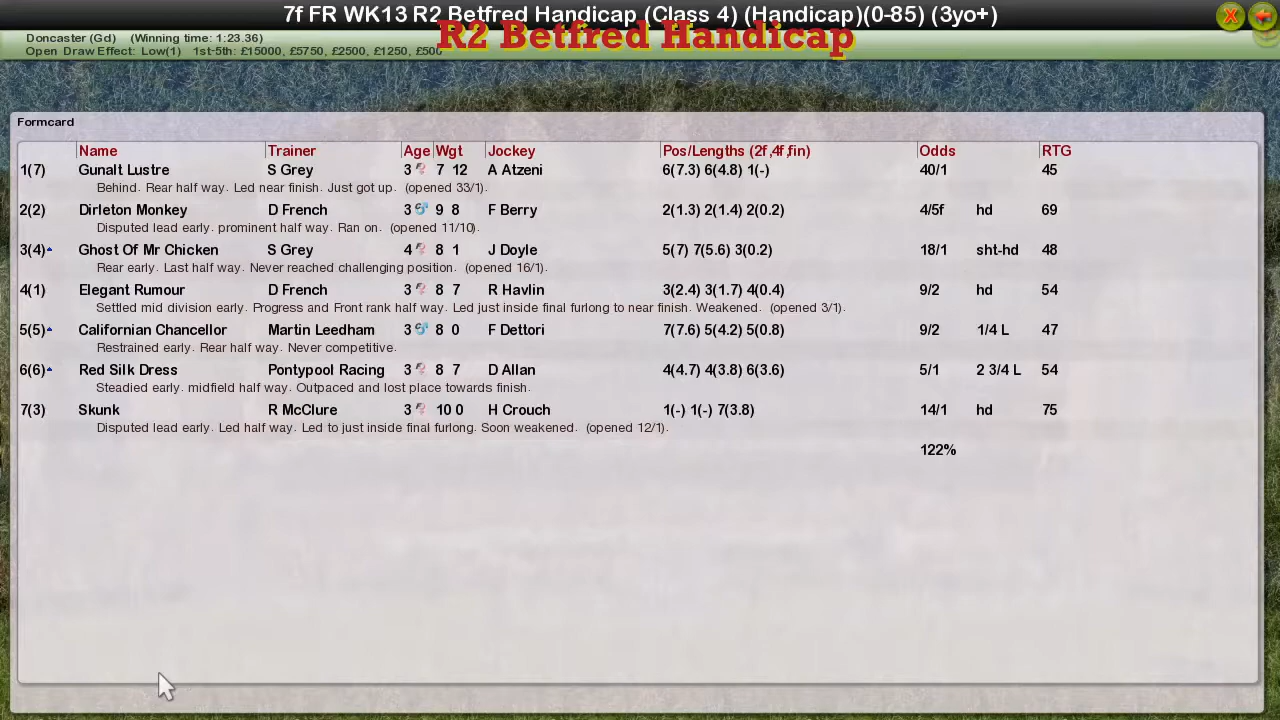 7f FR WK13 R2 Betfred Handicap (Class 4) (Handicap)(0-85) (3yo+)
R2 Betfred Handicap
Doncaster (Gd) (Winning time: 1:23.36)
Open Draw Effect: Low(1) 1st-5th: £15000, £5750, £2500, £1250, £500
Formcard
Name Trainer Age Wgt Jockey Pos/Lengths (2f,4f,fin) Odds RTG
1(7) Gunalt Lustre S Grey 3 7 12 A Atzeni 6(7.3) 6(4.8) 1(-) 40/1 45
Behind. Rear half way. Led near finish. Just got up. (opened 33/1).
2(2) Dirleton Monkey D French 3 9 8 F Berry 2(1.3) 2(1.4) 2(0.2) 4/5f hd 69
Disputed lead early. prominent half way. Ran on. (opened 11/10).
3(4) Ghost Of Mr Chicken S Grey 4 8 1 J Doyle 5(7) 7(5.6) 3(0.2) 18/1 sht-hd 48
Rear early. Last half way. Never reached challenging position. (opened 16/1).
4(1) Elegant Rumour D French 3 8 7 R Havlin 3(2.4) 3(1.7) 4(0.4) 9/2 hd 54
Settled mid division early. Progress and Front rank half way. Led just inside final furlong to near finish. Weakened. (opened 3/1).
5(5) Californian Chancellor Martin Leedham 3 8 0 F Dettori 7(7.6) 5(4.2) 5(0.8) 9/2 1/4 L 47
Restrained early. Rear half way. Never competitive.
6(6) Red Silk Dress Pontypool Racing 3 8 7 D Allan 4(4.7) 4(3.8) 6(3.6) 5/1 2 3/4 L 54
Steadied early. midfield half way. Outpaced and lost place towards finish.
7(3) Skunk R McClure 3 10 0 H Crouch 1(-) 1(-) 7(3.8) 14/1 hd 75
Disputed lead early. Led half way. Led to just inside final furlong. Soon weakened. (opened 12/1).
122%